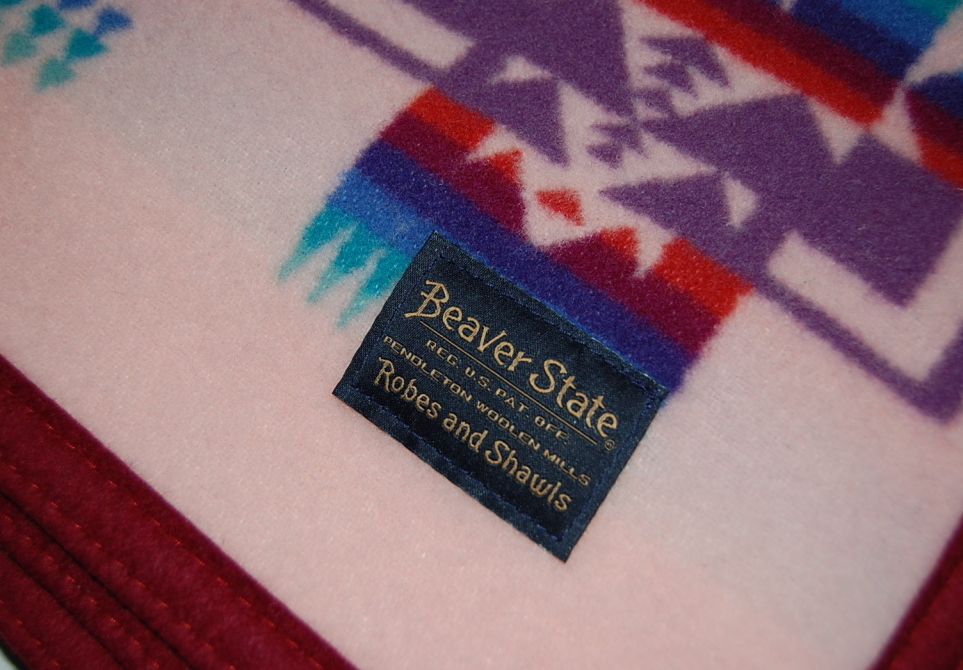 Beaver State®
REG. U.S. PAT. OFF.
PENDLETON WOOLEN MILLS
Robes and Shawls